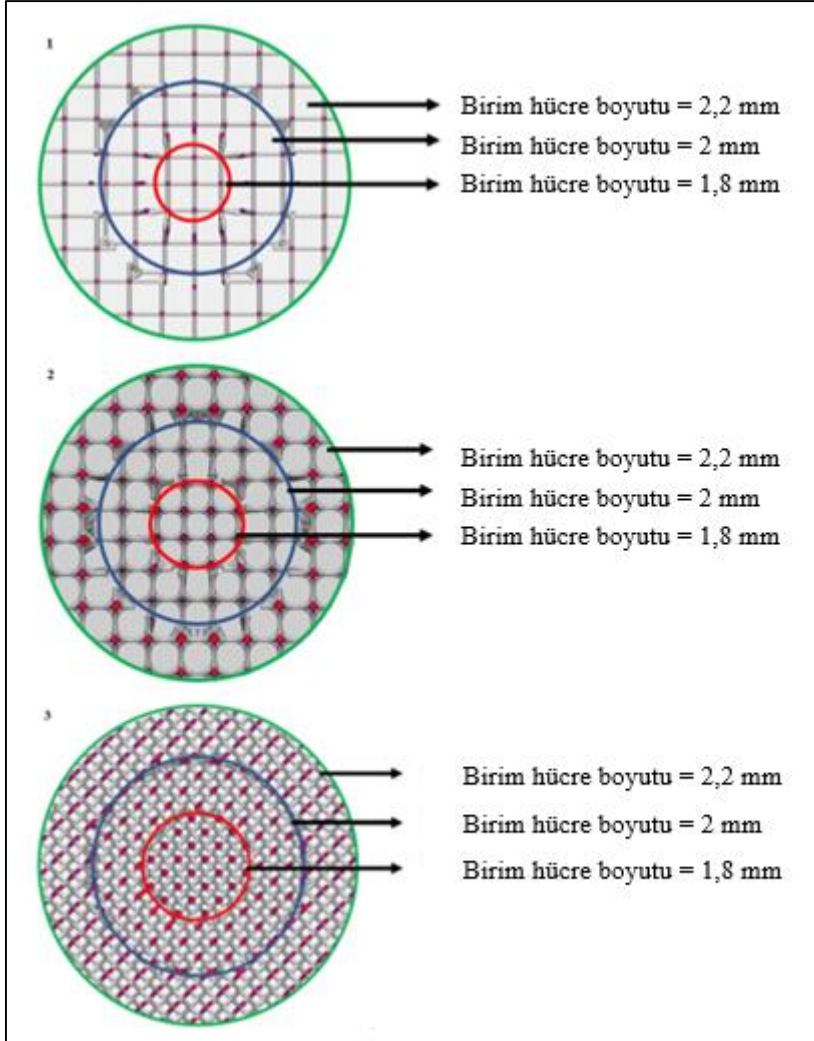 1
Birim hücre boyutu = 2,2 mm
Birim hücre boyutu = 2 mm
Birim hücre boyutu = 1,8 mm
2
Birim hücre boyutu = 2,2 mm
Birim hücre boyutu = 2 mm
Birim hücre boyutu = 1,8 mm
3
Birim hücre boyutu = 2,2 mm
Birim hücre boyutu = 2 mm
Birim hücre boyutu = 1,8 mm